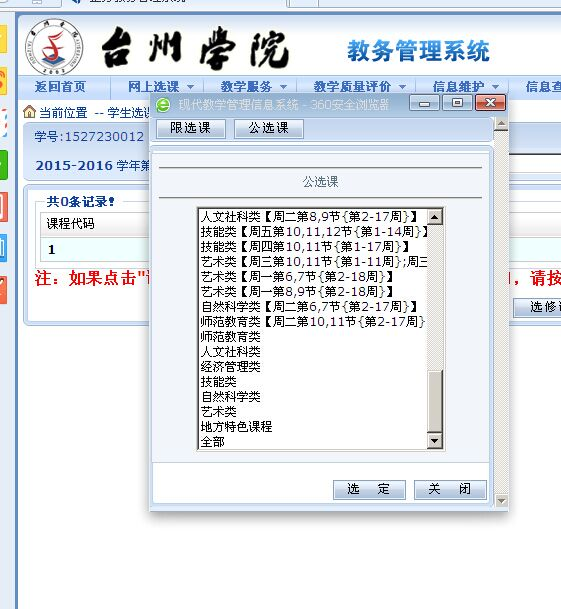 台州学院
教务管理系统
返回首页 网上选课 教学服务 教学质量评价 信息维护
现代教学管理信息系统 - 360安全浏览器
当前位置 -- 学生选课
限选课 公选课
学号:1527230012
2015-2016 学年第
公选课
共0条记录!
课程代码
1
注: 如果点击"
请按
选修
人文社科类【周二第8,9节{第2-17周}】
技能类【周五第10,11,12节{第1-14周}】
技能类【周四第10,11节{第1-17周}】
艺术类【周三第10,11节{第1-11周};周三
艺术类【周一第6,7节{第2-18周}】
艺术类【周一第8,9节{第2-18周}】
自然科学类【周二第6,7节{第2-17周}】
师范教育类【周二第10,11节{第2-17周}
师范教育类
人文社科类
经济管理类
技能类
自然科学类
艺术类
地方特色课程
全部
选 定 关 闭